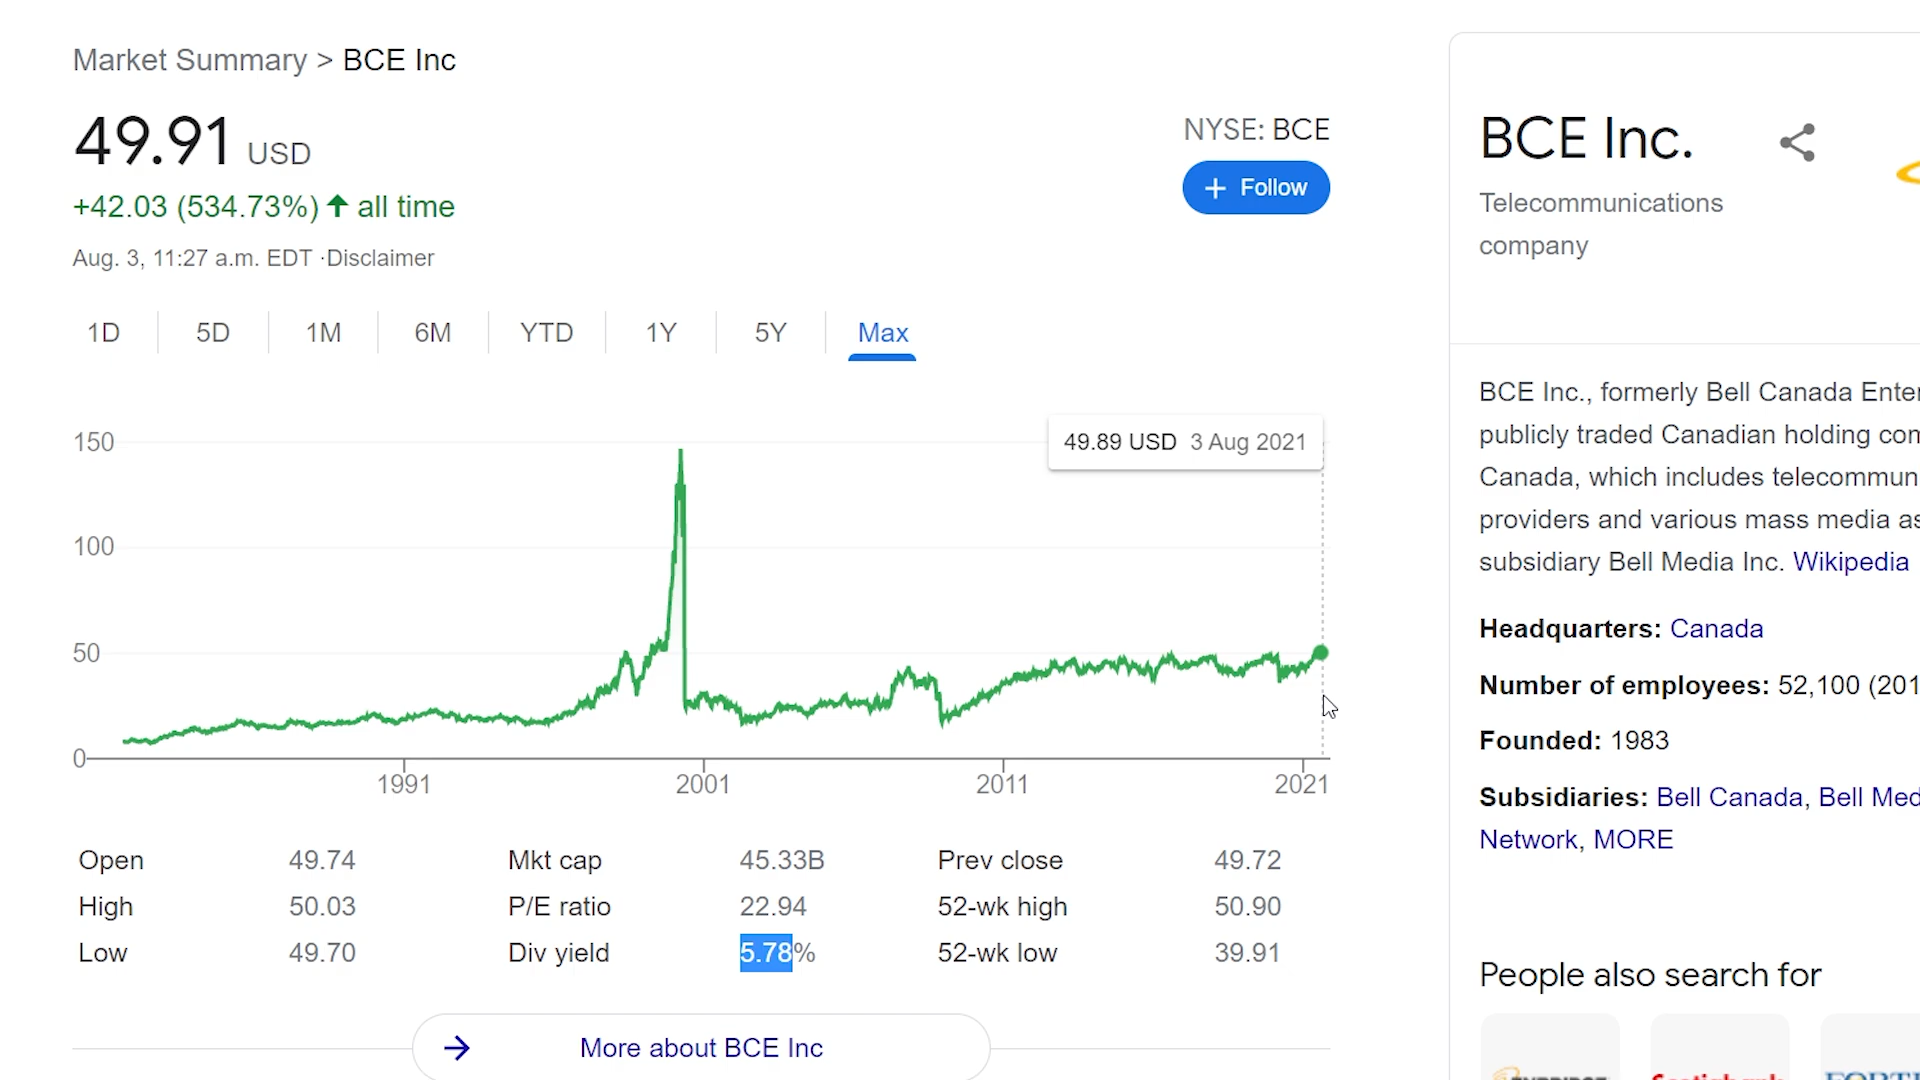 Market Summary > BCE Inc
49.91 USD
+42.03 (534.73%) ↑ all time
Aug. 3, 11:27 a.m. EDT ·Disclaimer
NYSE: BCE
+ Follow
1D 5D 1M 6M YTD 1Y 5Y Max
49.89 USD 3 Aug 2021
150
100
50
0
1991 2001 2011 2021
Open 49.74 Mkt cap 45.33B Prev close 49.72
High 50.03 P/E ratio 22.94 52-wk high 50.90
Low 49.70 Div yield 5.78% 52-wk low 39.91
More about BCE Inc
BCE Inc.
Telecommunications
company
BCE Inc., formerly Bell Canada Enter
publicly traded Canadian holding com
Canada, which includes telecommun
providers and various mass media as
subsidiary Bell Media Inc. Wikipedia
Headquarters: Canada
Number of employees: 52,100 (201
Founded: 1983
Subsidiaries: Bell Canada, Bell Med
Network, MORE
People also search for